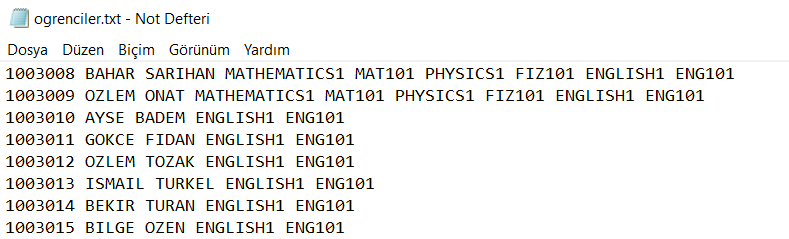 ogrenciler.txt - Not Defteri
Dosya Düzen Biçim Görünüm Yardım
1003008 BAHAR SARIHAN MATHEMATICS1 MAT101 PHYSICS1 FIZ101 ENGLISH1 ENG101
1003009 OZLEM ONAT MATHEMATICS1 MAT101 PHYSICS1 FIZ101 ENGLISH1 ENG101
1003010 AYSE BADEM ENGLISH1 ENG101
1003011 GOKCE FIDAN ENGLISH1 ENG101
1003012 OZLEM TOZAK ENGLISH1 ENG101
1003013 ISMAIL TURKEL ENGLISH1 ENG101
1003014 BEKIR TURAN ENGLISH1 ENG101
1003015 BILGE OZEN ENGLISH1 ENG101